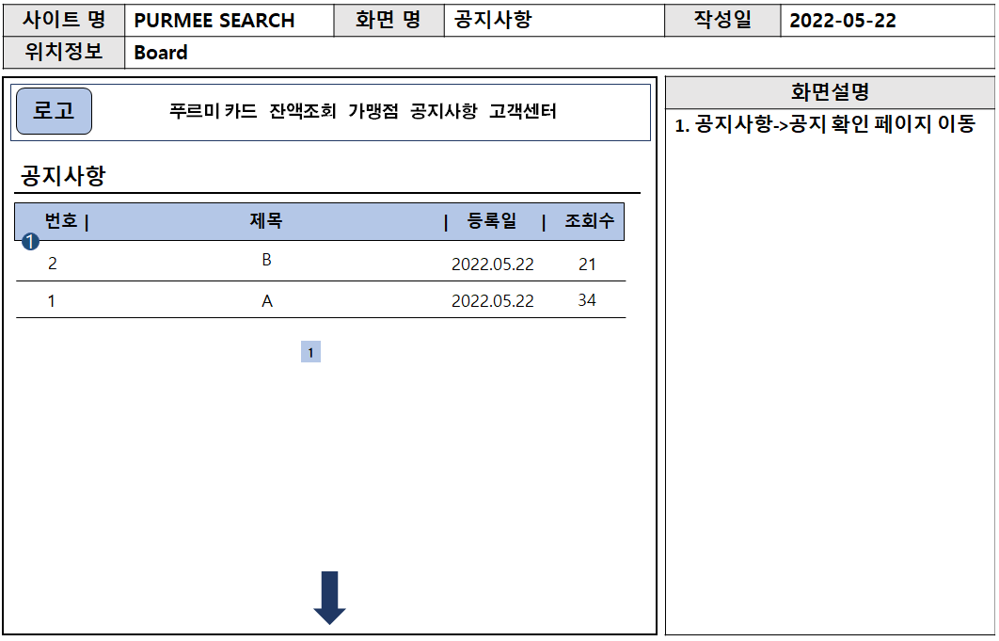 사이트 명 PURMEE SEARCH 화면 명 공지사항 작성일 2022-05-22
위치정보 Board
로고 푸르미 카드 잔액조회 가맹점 공지사항 고객센터
화면설명
1. 공지사항->공지 확인 페이지 이동
공지사항
번호 | 제목 | 등록일 | 조회수
1
2 B 2022.05.22 21
1 A 2022.05.22 34
1